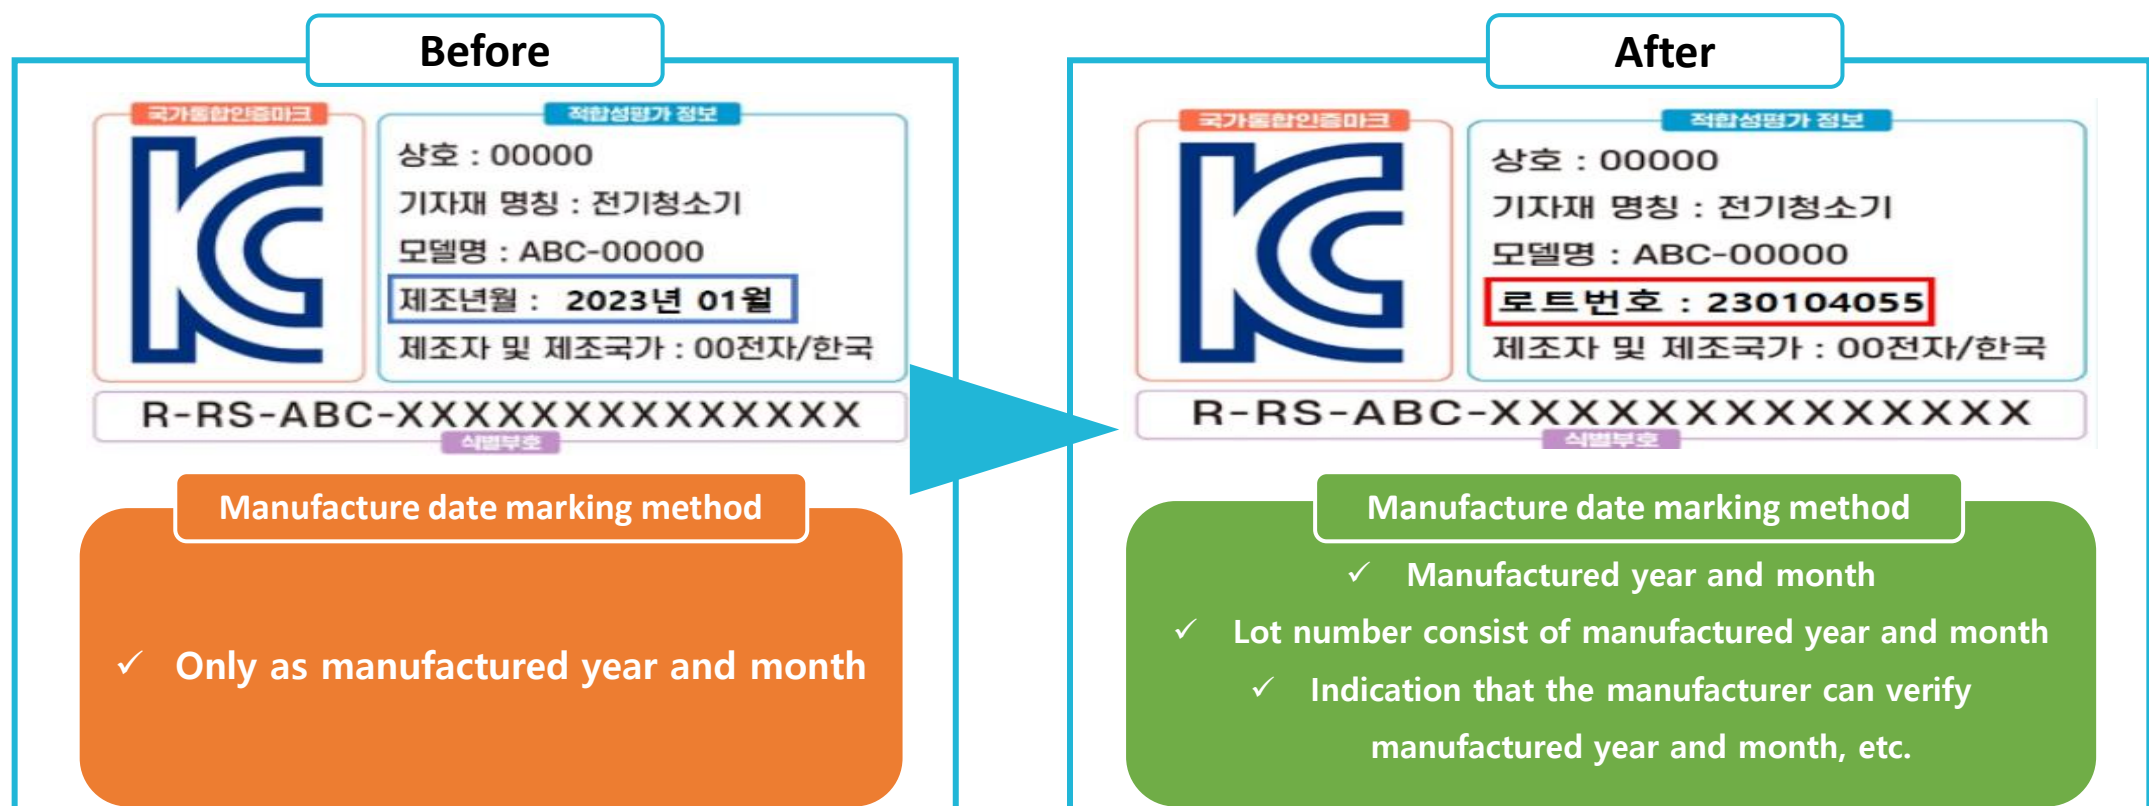 Before
국가통합인증마크
적합성평가 정보
상호 : 00000
기자재 명칭 : 전기청소기
모델명 : ABC-00000
제조년월 : 2023년 01월
제조자 및 제조국가 : 00전자/한국
R-RS-ABC-XXXXXXXXXXXXXX
식별부호
Manufacture date marking method
✓ Only as manufactured year and month
After
국가통합인증마크
적합성평가 정보
상호 : 00000
기자재 명칭 : 전기청소기
모델명 : ABC-00000
로트번호 : 230104055
제조자 및 제조국가 : 00전자/한국
R-RS-ABC-XXXXXXXXXXXXXX
식별부호
Manufacture date marking method
✓ Manufactured year and month
✓ Lot number consist of manufactured year and month
✓ Indication that the manufacturer can verify
manufactured year and month, etc.